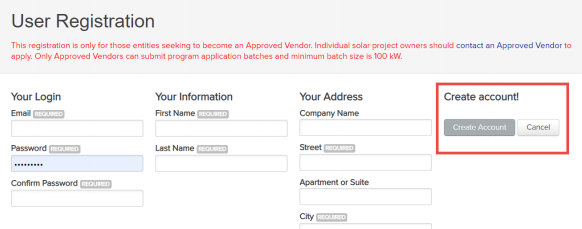 User Registration
This registration is only for those entities seeking to become an Approved Vendor. Individual solar project owners should contact an Approved Vendor to
apply. Only Approved Vendors can submit program application batches and minimum batch size is 100 kW.
Your Login
Email REQUIRED
Password REQUIRED
•••••••••
Confirm Password REQUIRED
Your Information
First Name REQUIRED
Last Name REQUIRED
Your Address
Company Name
Street REQUIRED
Apartment or Suite
City REQUIRED
Create account!
Create Account Cancel